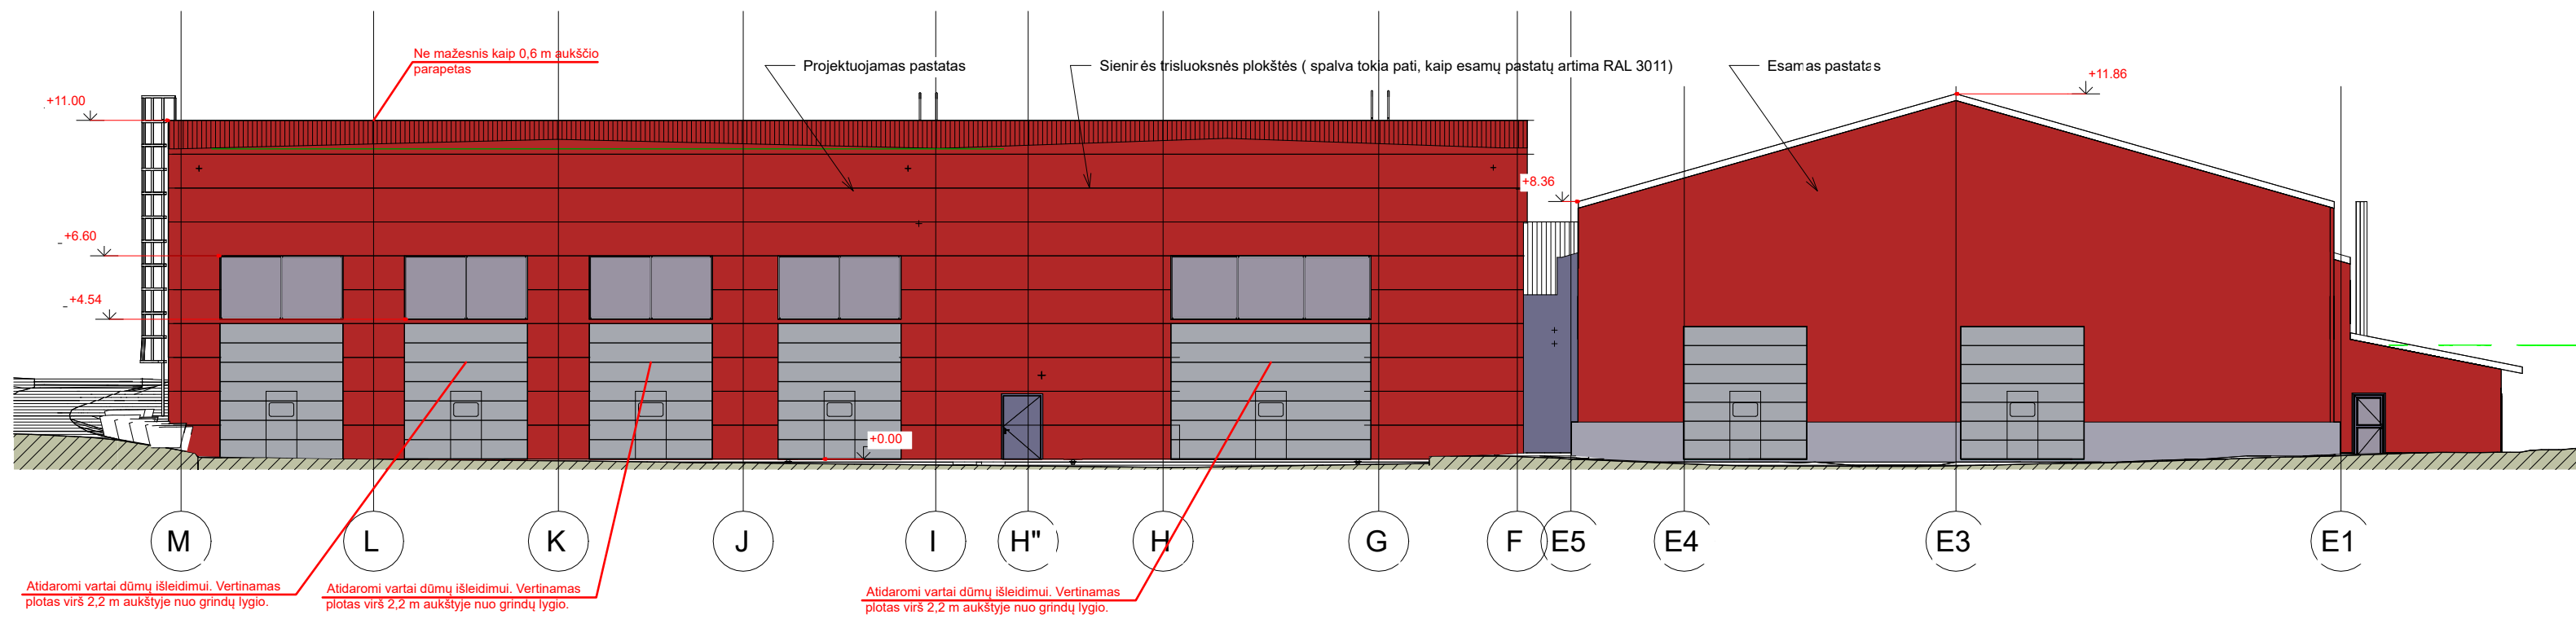 Ne mažesnis kaip 0,6 m aukščio
parapetas
Projektuojamas pastatas
Sieninės trisluoksnės plokštės ( spalva tokia pati, kaip esamų pastatų artima RAL 3011)
Esamas pastatas
+11.86
+11.00
+8.36
+6.60
+4.54
+0.00
M
L
K
J
I
H"
H
G
F
E5
E4
E3
E1
Atidaromi vartai dūmų išleidimui. Vertinamas
plotas virš 2,2 m aukštyje nuo grindų lygio.
Atidaromi vartai dūmų išleidimui. Vertinamas
plotas virš 2,2 m aukštyje nuo grindų lygio.
Atidaromi vartai dūmų išleidimui. Vertinamas
plotas virš 2,2 m aukštyje nuo grindų lygio.